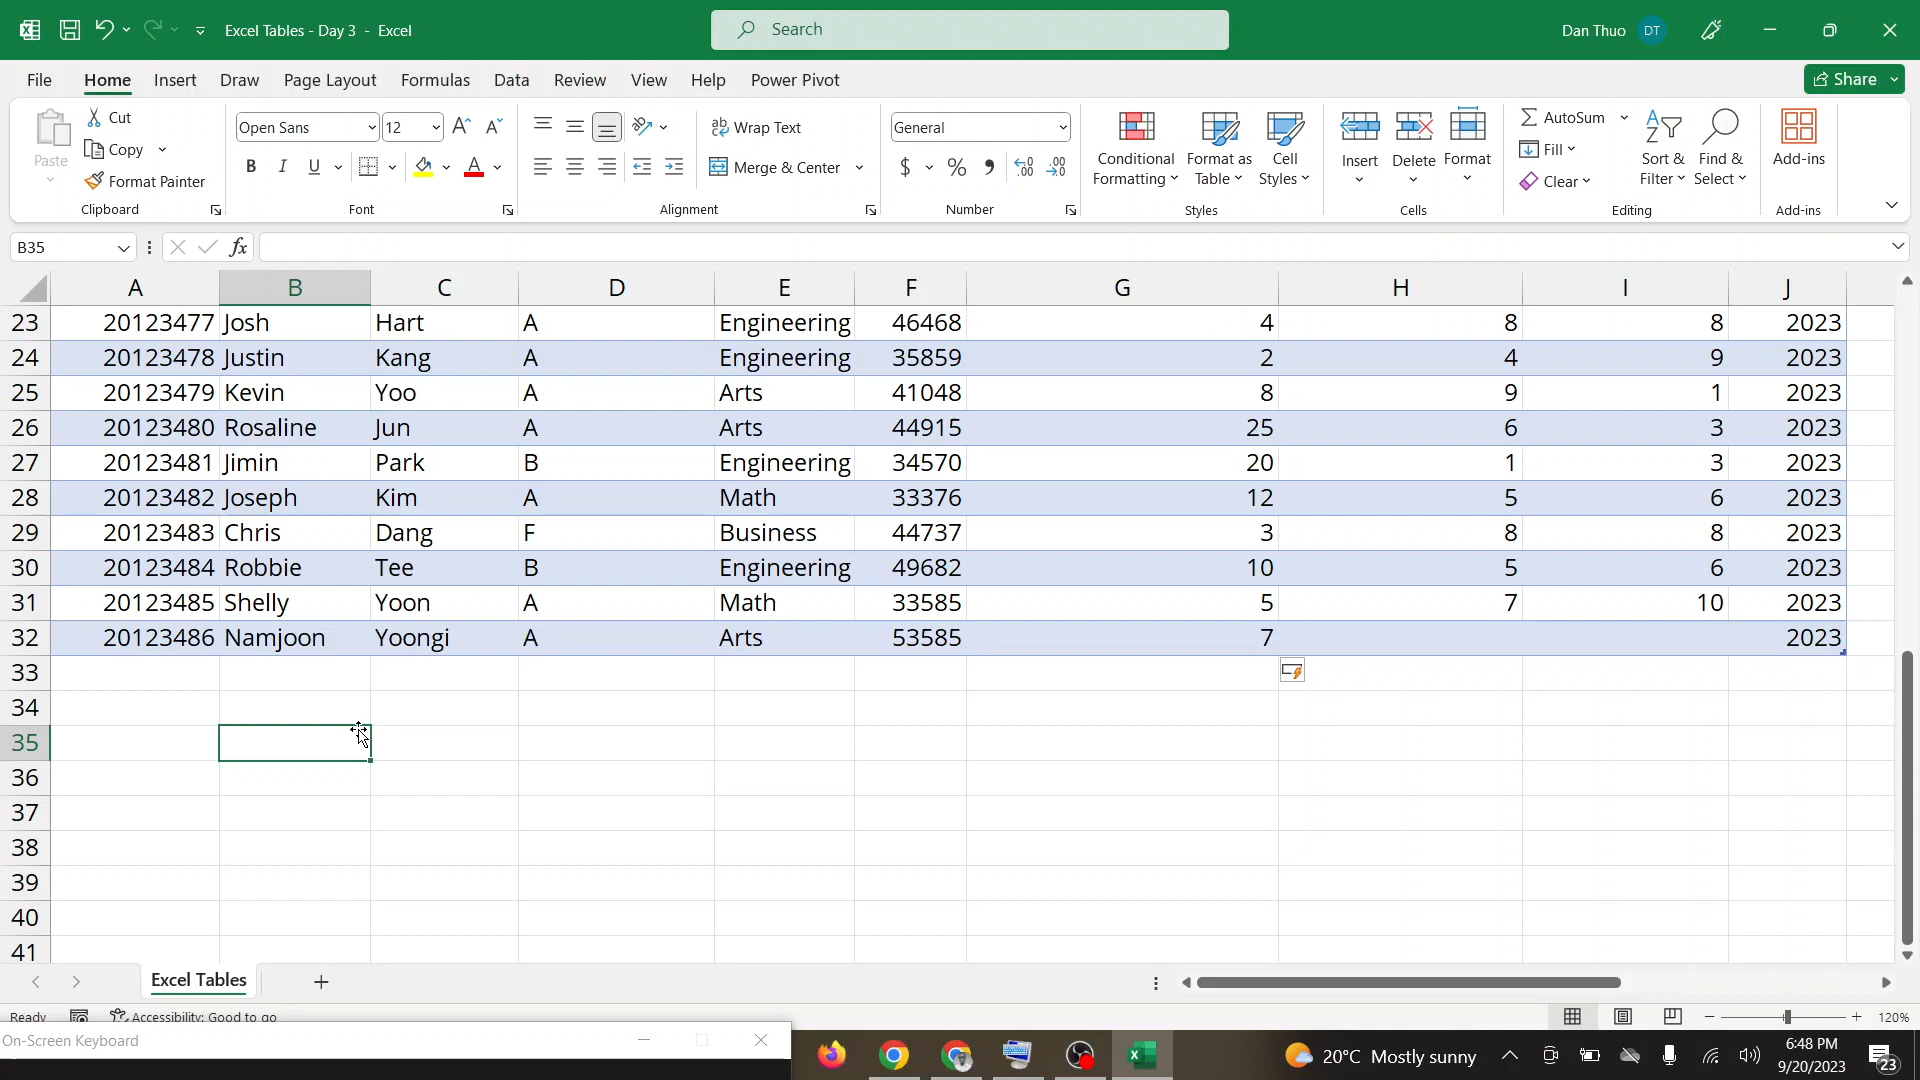 Excel Tables - Day 3 - Excel
Search
Dan Thuo
DT
File Home Insert Draw Page Layout Formulas Data Review View Help Power Pivot
Share
Paste
Cut
Copy
Format Painter
Clipboard
Open Sans 12
B I U
Font
Wrap Text
Merge & Center
Alignment
General
$ % 9
Number
Conditional Formatting
Format as Table
Cell Styles
Styles
Insert
Delete
Format
Cells
AutoSum
Fill
Clear
Sort & Filter
Find & Select
Editing
Add-ins
Add-ins
B35
fx
A B C D E F G H I J
23 20123477 Josh Hart A Engineering 46468 4 8 8 2023
24 20123478 Justin Kang A Engineering 35859 2 4 9 2023
25 20123479 Kevin Yoo A Arts 41048 8 9 1 2023
26 20123480 Rosaline Jun A Arts 44915 25 6 3 2023
27 20123481 Jimin Park B Engineering 34570 20 1 3 2023
28 20123482 Joseph Kim A Math 33376 12 5 6 2023
29 20123483 Chris Dang F Business 44737 3 8 8 2023
30 20123484 Robbie Tee B Engineering 49682 10 5 6 2023
31 20123485 Shelly Yoon A Math 33585 5 7 10 2023
32 20123486 Namjoon Yoongi A Arts 53585 7 2023
33
34
35
36
37
38
39
40
41
Excel Tables
Ready
Accessibility: Good to go
120%
On-Screen Keyboard
20°C Mostly sunny
6:48 PM
9/20/2023
23